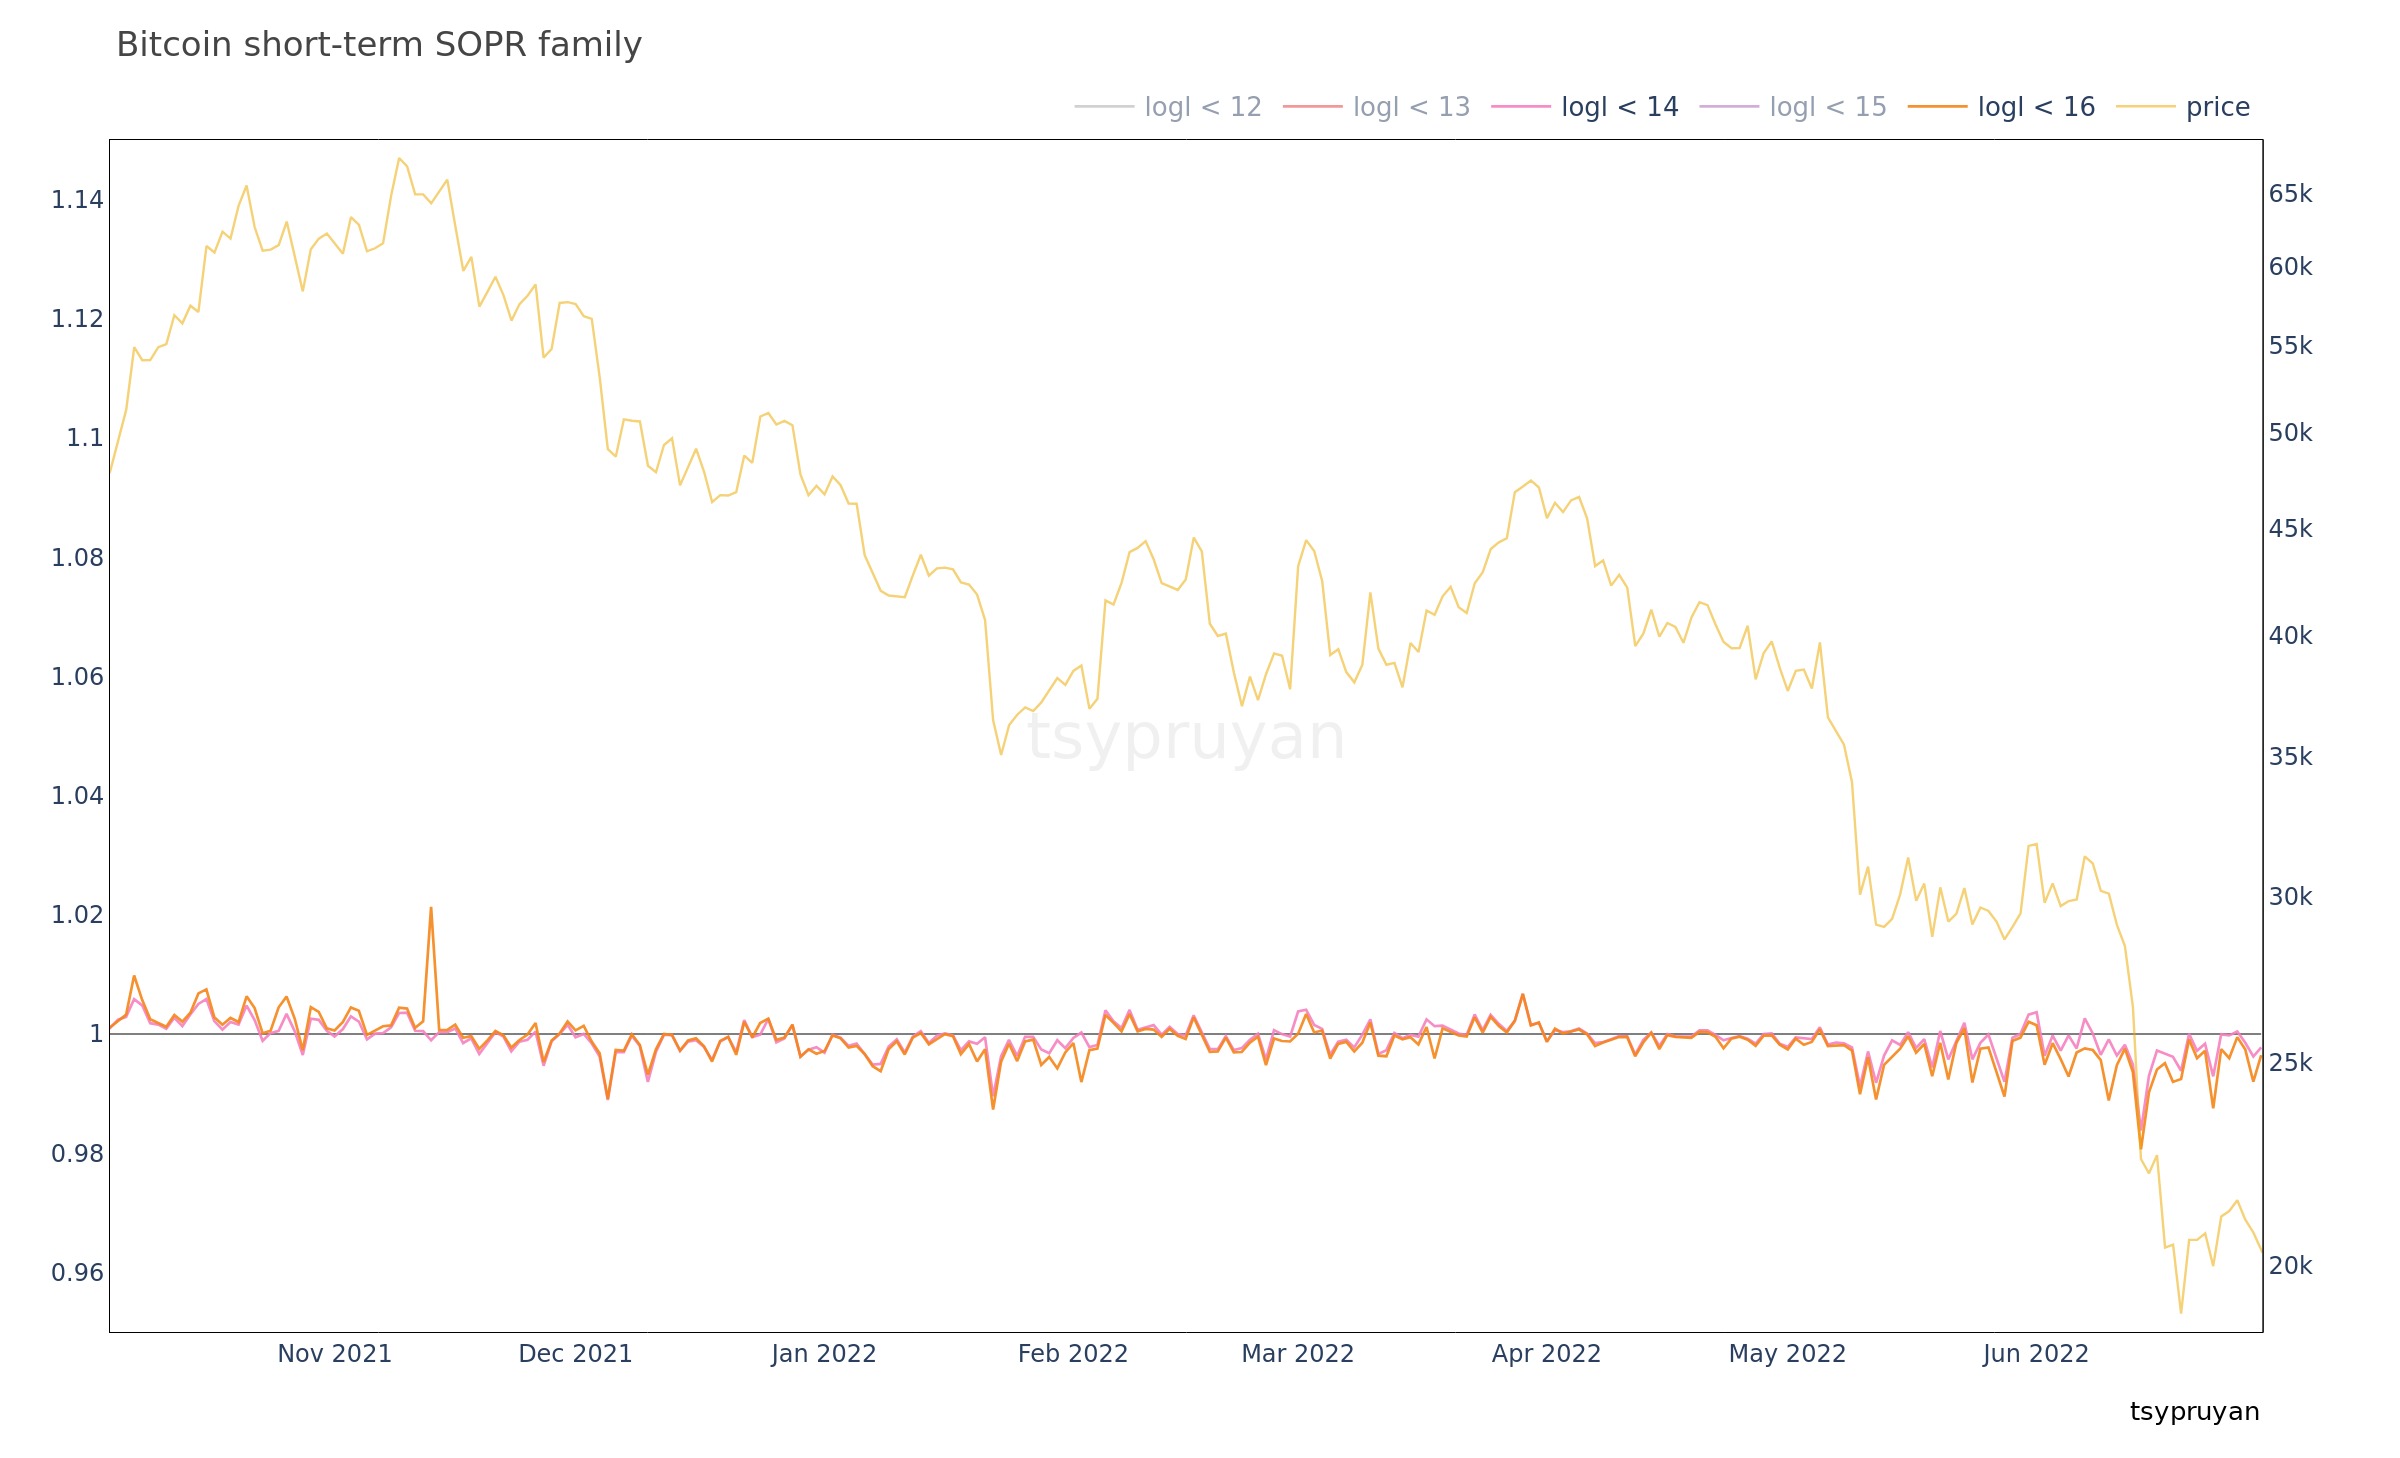 Bitcoin short-term SOPR family
logl < 12 logl < 13 logl < 14 logl < 15 logl < 16 price
1.14
1.12
1.1
1.08
1.06
1.04
1.02
1
0.98
0.96
65k
60k
55k
50k
45k
40k
35k
30k
25k
20k
tsypruyan
Nov 2021 Dec 2021 Jan 2022 Feb 2022 Mar 2022 Apr 2022 May 2022 Jun 2022
tsypruyan